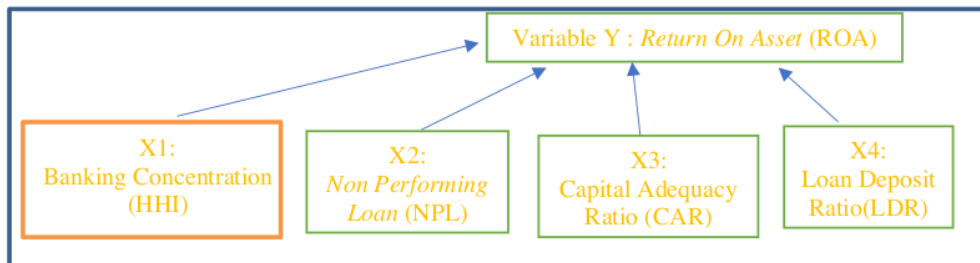 Variable Y : Return On Asset (ROA)
X1:
Banking Concentration
(HHI)
X2:
Non Performing
Loan (NPL)
X3:
Capital Adequacy
Ratio (CAR)
X4:
Loan Deposit
Ratio(LDR)